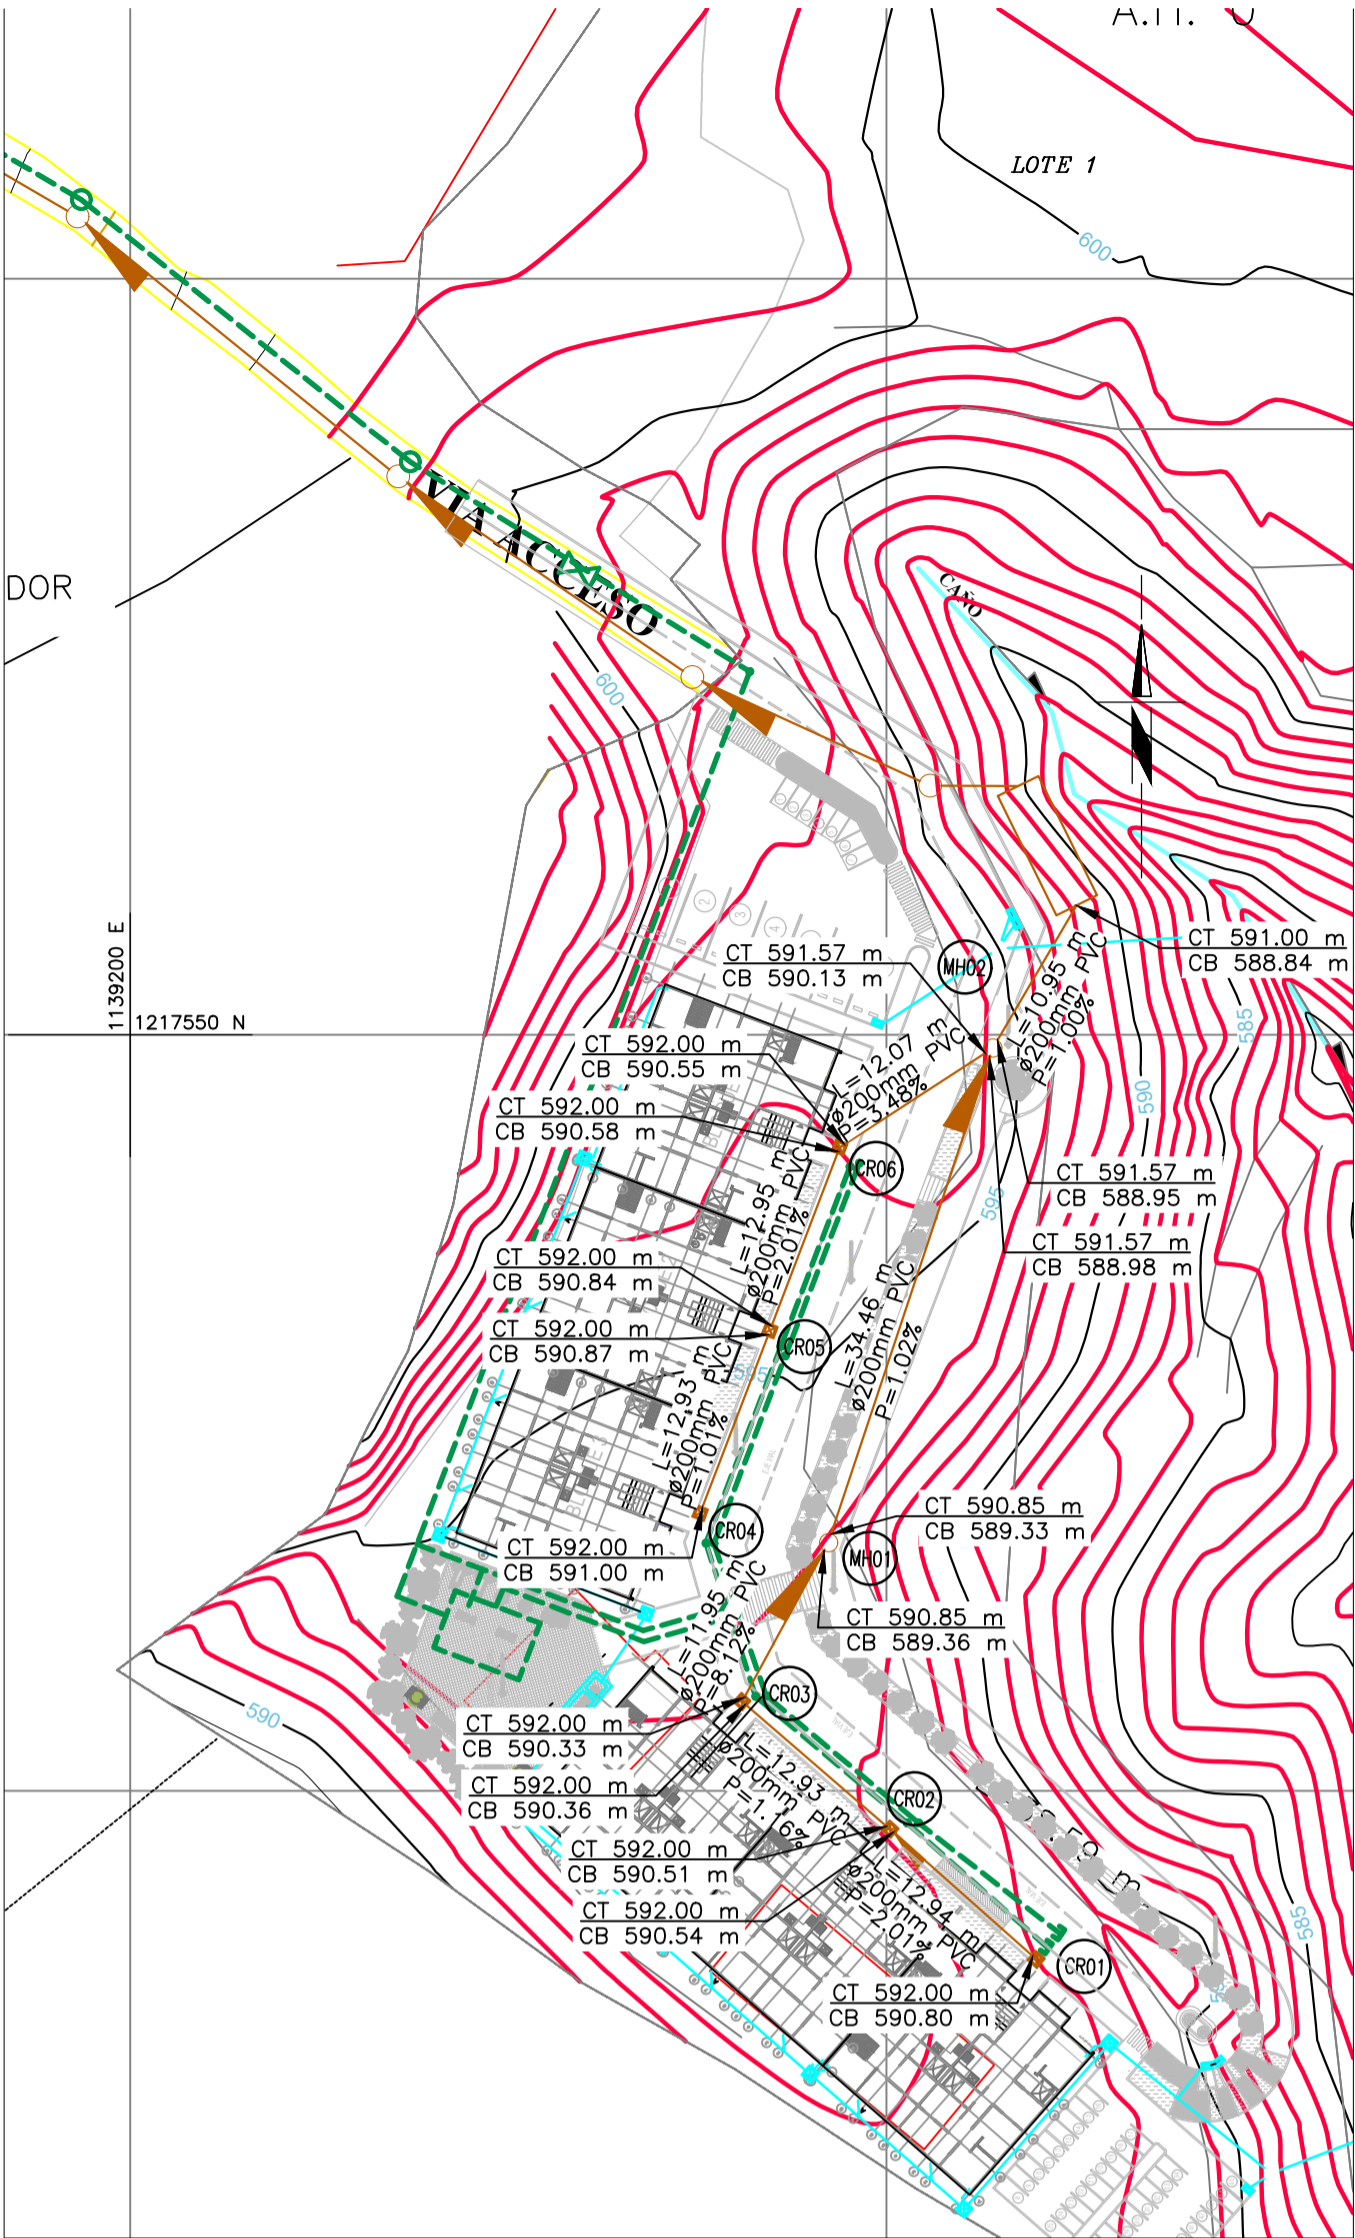 LOTE 1
600
VIA ACCESO
DOR
CAÑO
600
1139200 E
1217550 N
2
3
4
CT 591.57 m
CB 590.13 m
MH02
L=10.95 m
ø200mm PVC
P=1.00%
CT 591.00 m
CB 588.84 m
585
590
CT 592.00 m
CB 590.55 m
L=12.07 m
ø200mm PVC
P=3.48%
CT 592.00 m
CB 590.58 m
CR06
CT 591.57 m
CB 588.95 m
595
CT 591.57 m
CB 588.98 m
L=12.95 m
ø200mm PVC
P=2.01%
CT 592.00 m
CB 590.84 m
CT 592.00 m
CB 590.87 m
CR05
L=34.46 m
ø200mm PVC
P=1.02%
L=12.93 m
ø200mm PVC
P=1.01%
CR04
CT 592.00 m
CB 591.00 m
CT 590.85 m
CB 589.33 m
MH01
CT 590.85 m
CB 589.36 m
L=11.95 m
ø200mm PVC
P=8.12%
CR03
590
CT 592.00 m
CB 590.33 m
CT 592.00 m
CB 590.36 m
L=12.93 m
ø200mm PVC
P=1.16%
CR02
CT 592.00 m
CB 590.51 m
CT 592.00 m
CB 590.54 m
L=12.94 m
ø200mm PVC
P=2.01%
CR01
CT 592.00 m
CB 590.80 m
585